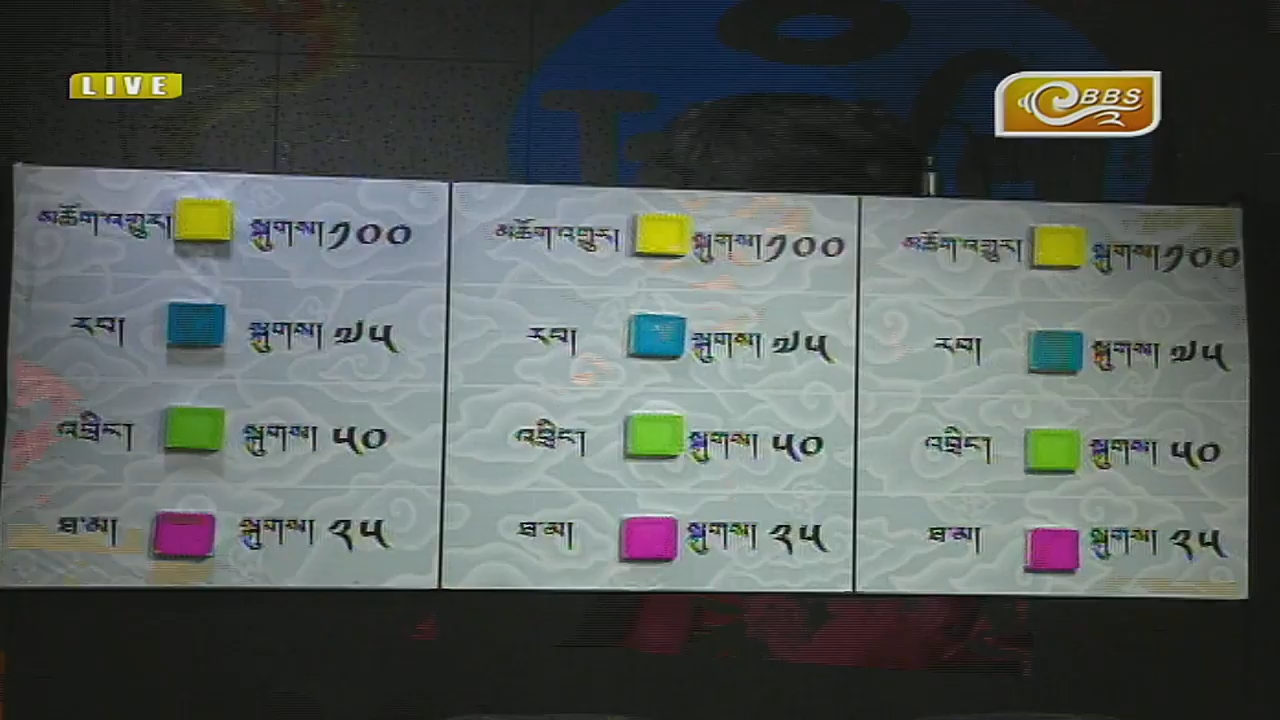 LIVE
BBS
2
མཆོག་འགྱུར། སྐུགས། ༡༠༠
རབ། སྐུགས། ༧༥
འབྲིང་། སྐུགས། ༥༠
ཐ་མ། སྐུགས། ༢༥
མཆོག་འགྱུར། སྐུགས། ༡༠༠
རབ། སྐུགས། ༧༥
འབྲིང་། སྐུགས། ༥༠
ཐ་མ། སྐུགས། ༢༥
མཆོག་འགྱུར། སྐུགས། ༡༠༠
རབ། སྐུགས། ༧༥
འབྲིང་། སྐུགས། ༥༠
ཐ་མ། སྐུགས། ༢༥